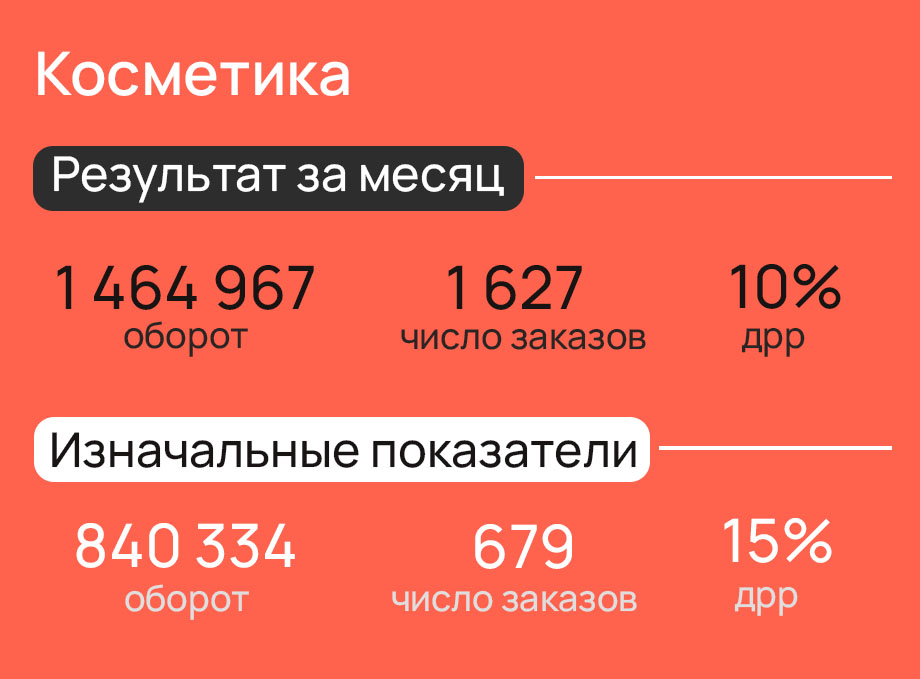 Косметика
Результат за месяц
1 464 967 1 627 10%
оборот число заказов дрр
Изначальные показатели
840 334 679 15%
оборот число заказов дрр